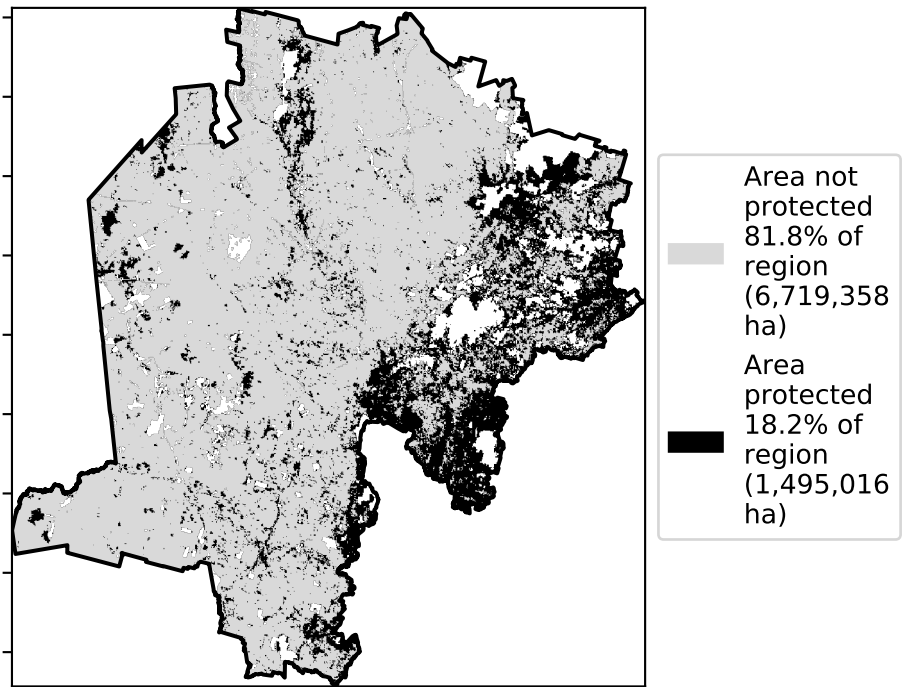 Area not
protected
81.8% of
region
(6,719,358
ha)
Area
protected
18.2% of
region
(1,495,016
ha)